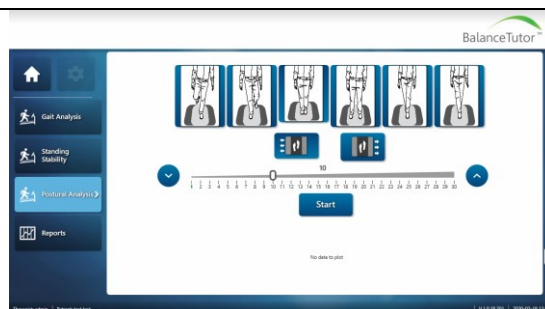 BalanceTutor™
Gait Analysis
Standing
Stability
Postural Analysis
Reports
10
1 2 3 4 5 6 7 8 9 10 11 12 13 14 15 16 17 18 19 20 21 22 23 24 25 26 27 28 29 30
Start
No data to plot